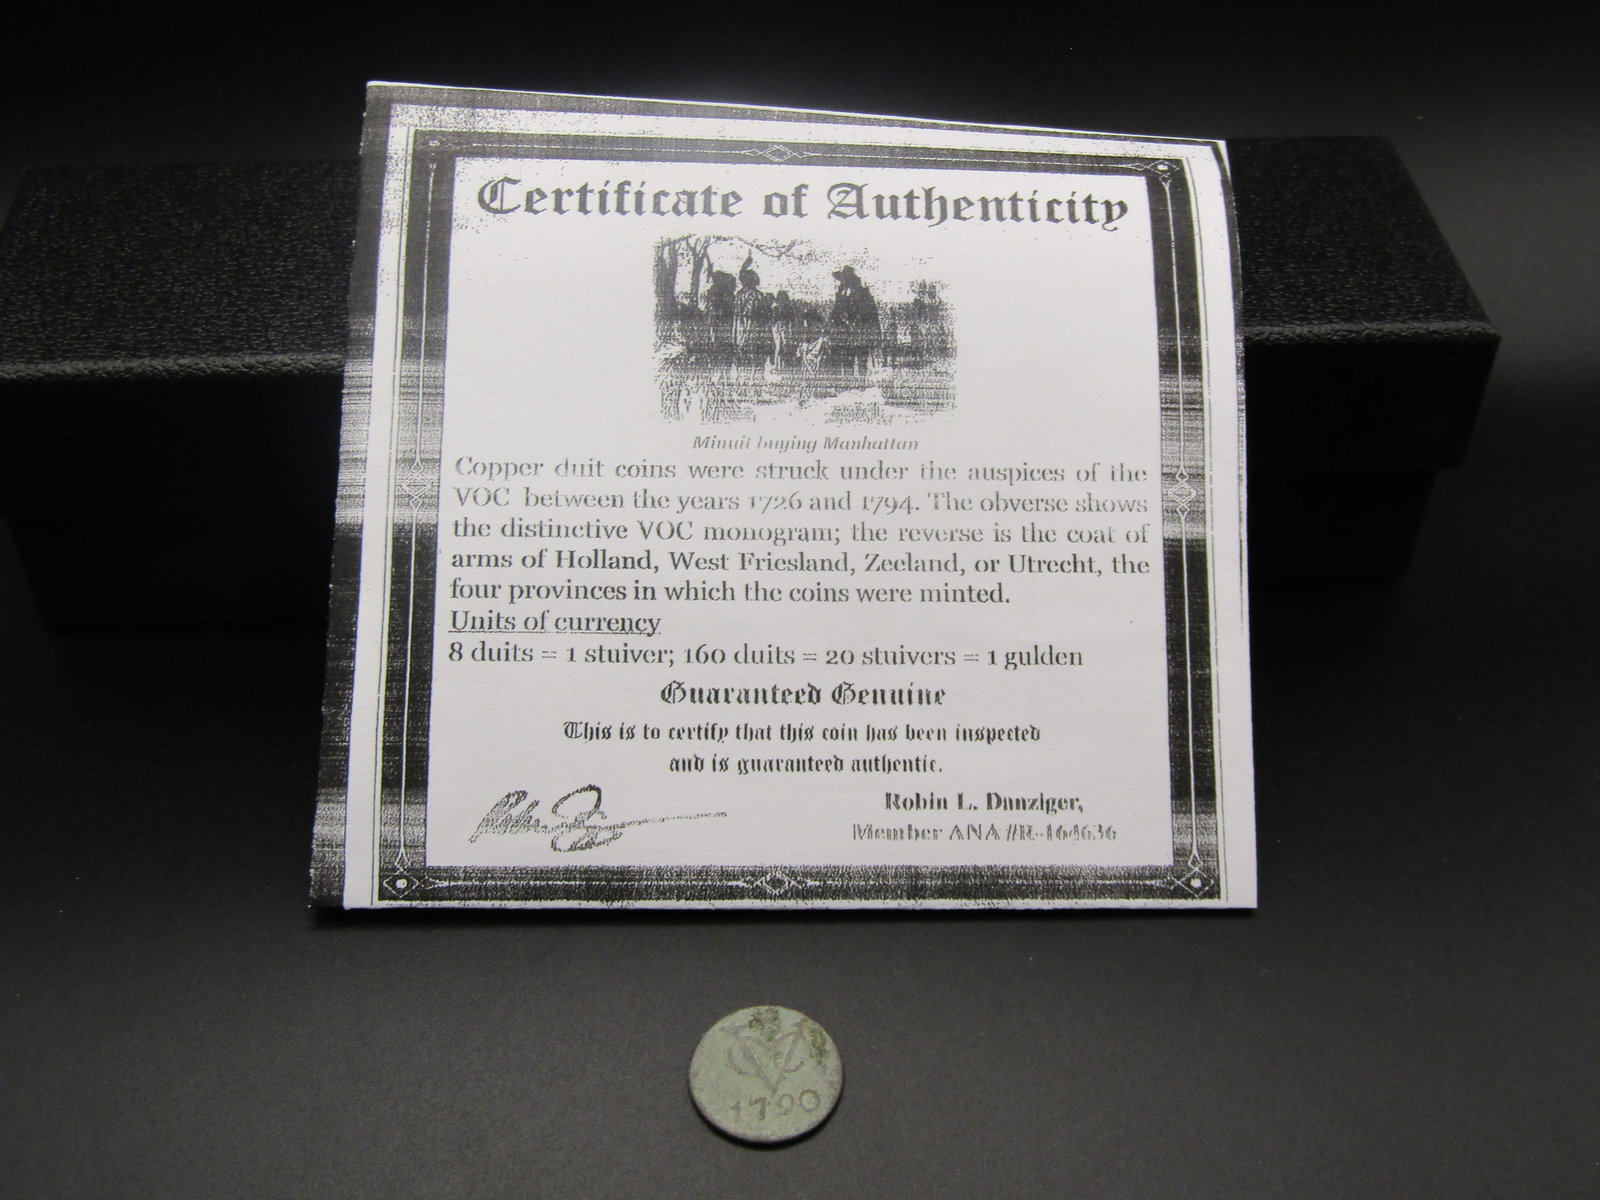 Certificate of Authenticity
Minuit buying Manhattan
Copper duit coins were struck under the auspices of the
VOC between the years 1726 and 1794. The obverse shows
the distinctive VOC monogram; the reverse is the coat of
arms of Holland, West Friesland, Zeeland, or Utrecht, the
four provinces in which the coins were minted.
Units of currency
8 duits = 1 stuiver; 160 duits = 20 stuivers = 1 gulden
Guaranteed Genuine
This is to certify that this coin has been inspected
and is guaranteed authentic.
Robin L. Danziger,
Member ANA #R-164636
VOC
1790